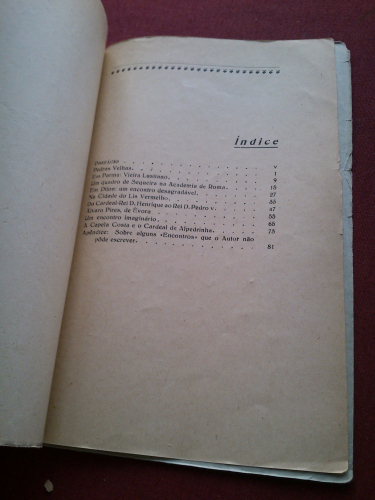 Índice
Prefácio v
Pedras Velhas. 1
Em Parma: Vieira Lusitano. 9
Um quadro de Sequeira na Academia de Roma. 15
Em Dijon: um encontro desagradável. 27
Na Cidade do Lis Vermelho. 35
Do Cardeal-Rei D. Henrique ao Rei D. Pedro V. 47
Álvaro Pires, de Évora 55
Um encontro imaginário. 65
A Capela Costa e o Cardeal de Alpedrinha. 73
Apêndice: Sobre alguns «Encontros» que o Autor não
pôde escrever. 81